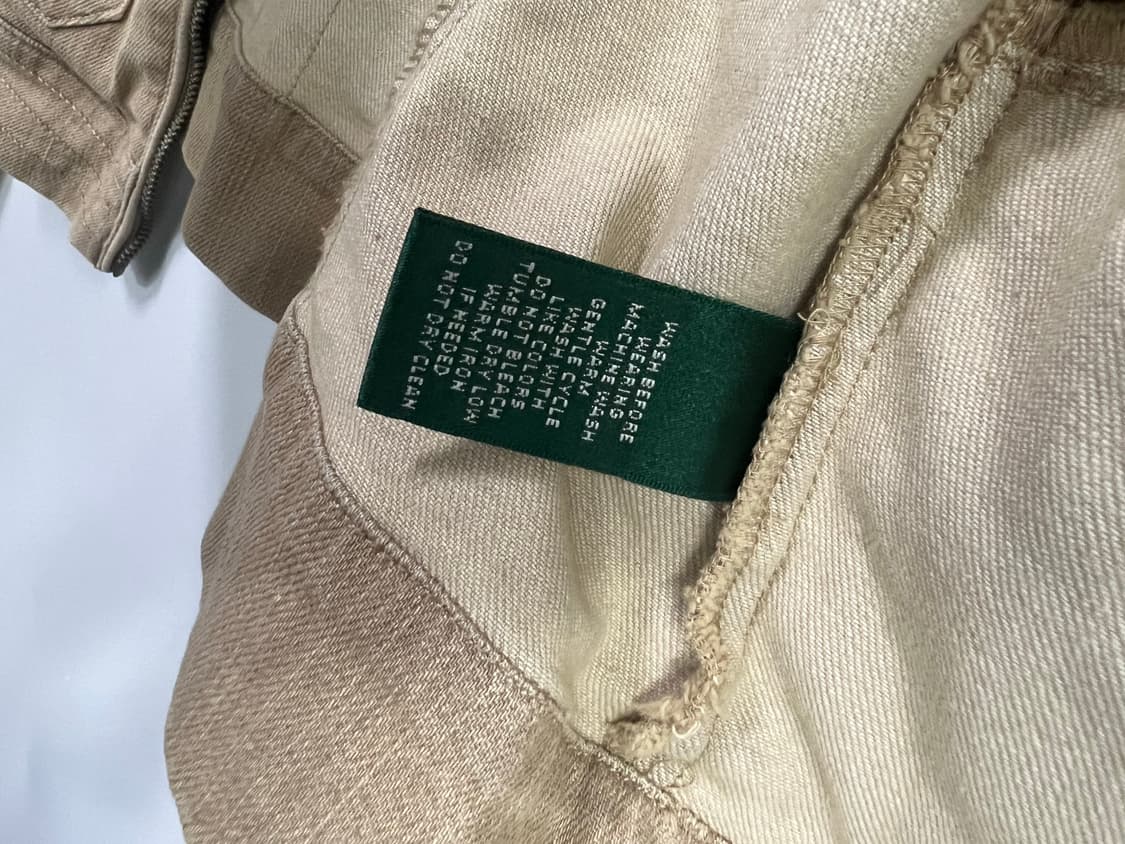 WASH BEFORE
WEARING
MACHINE WASH
WARM
GENTLE CYCLE
WASH WITH
LIKE COLORS
DO NOT BLEACH
TUMBLE DRY LOW
WARM IRON
IF NEEDED
DO NOT DRY CLEAN